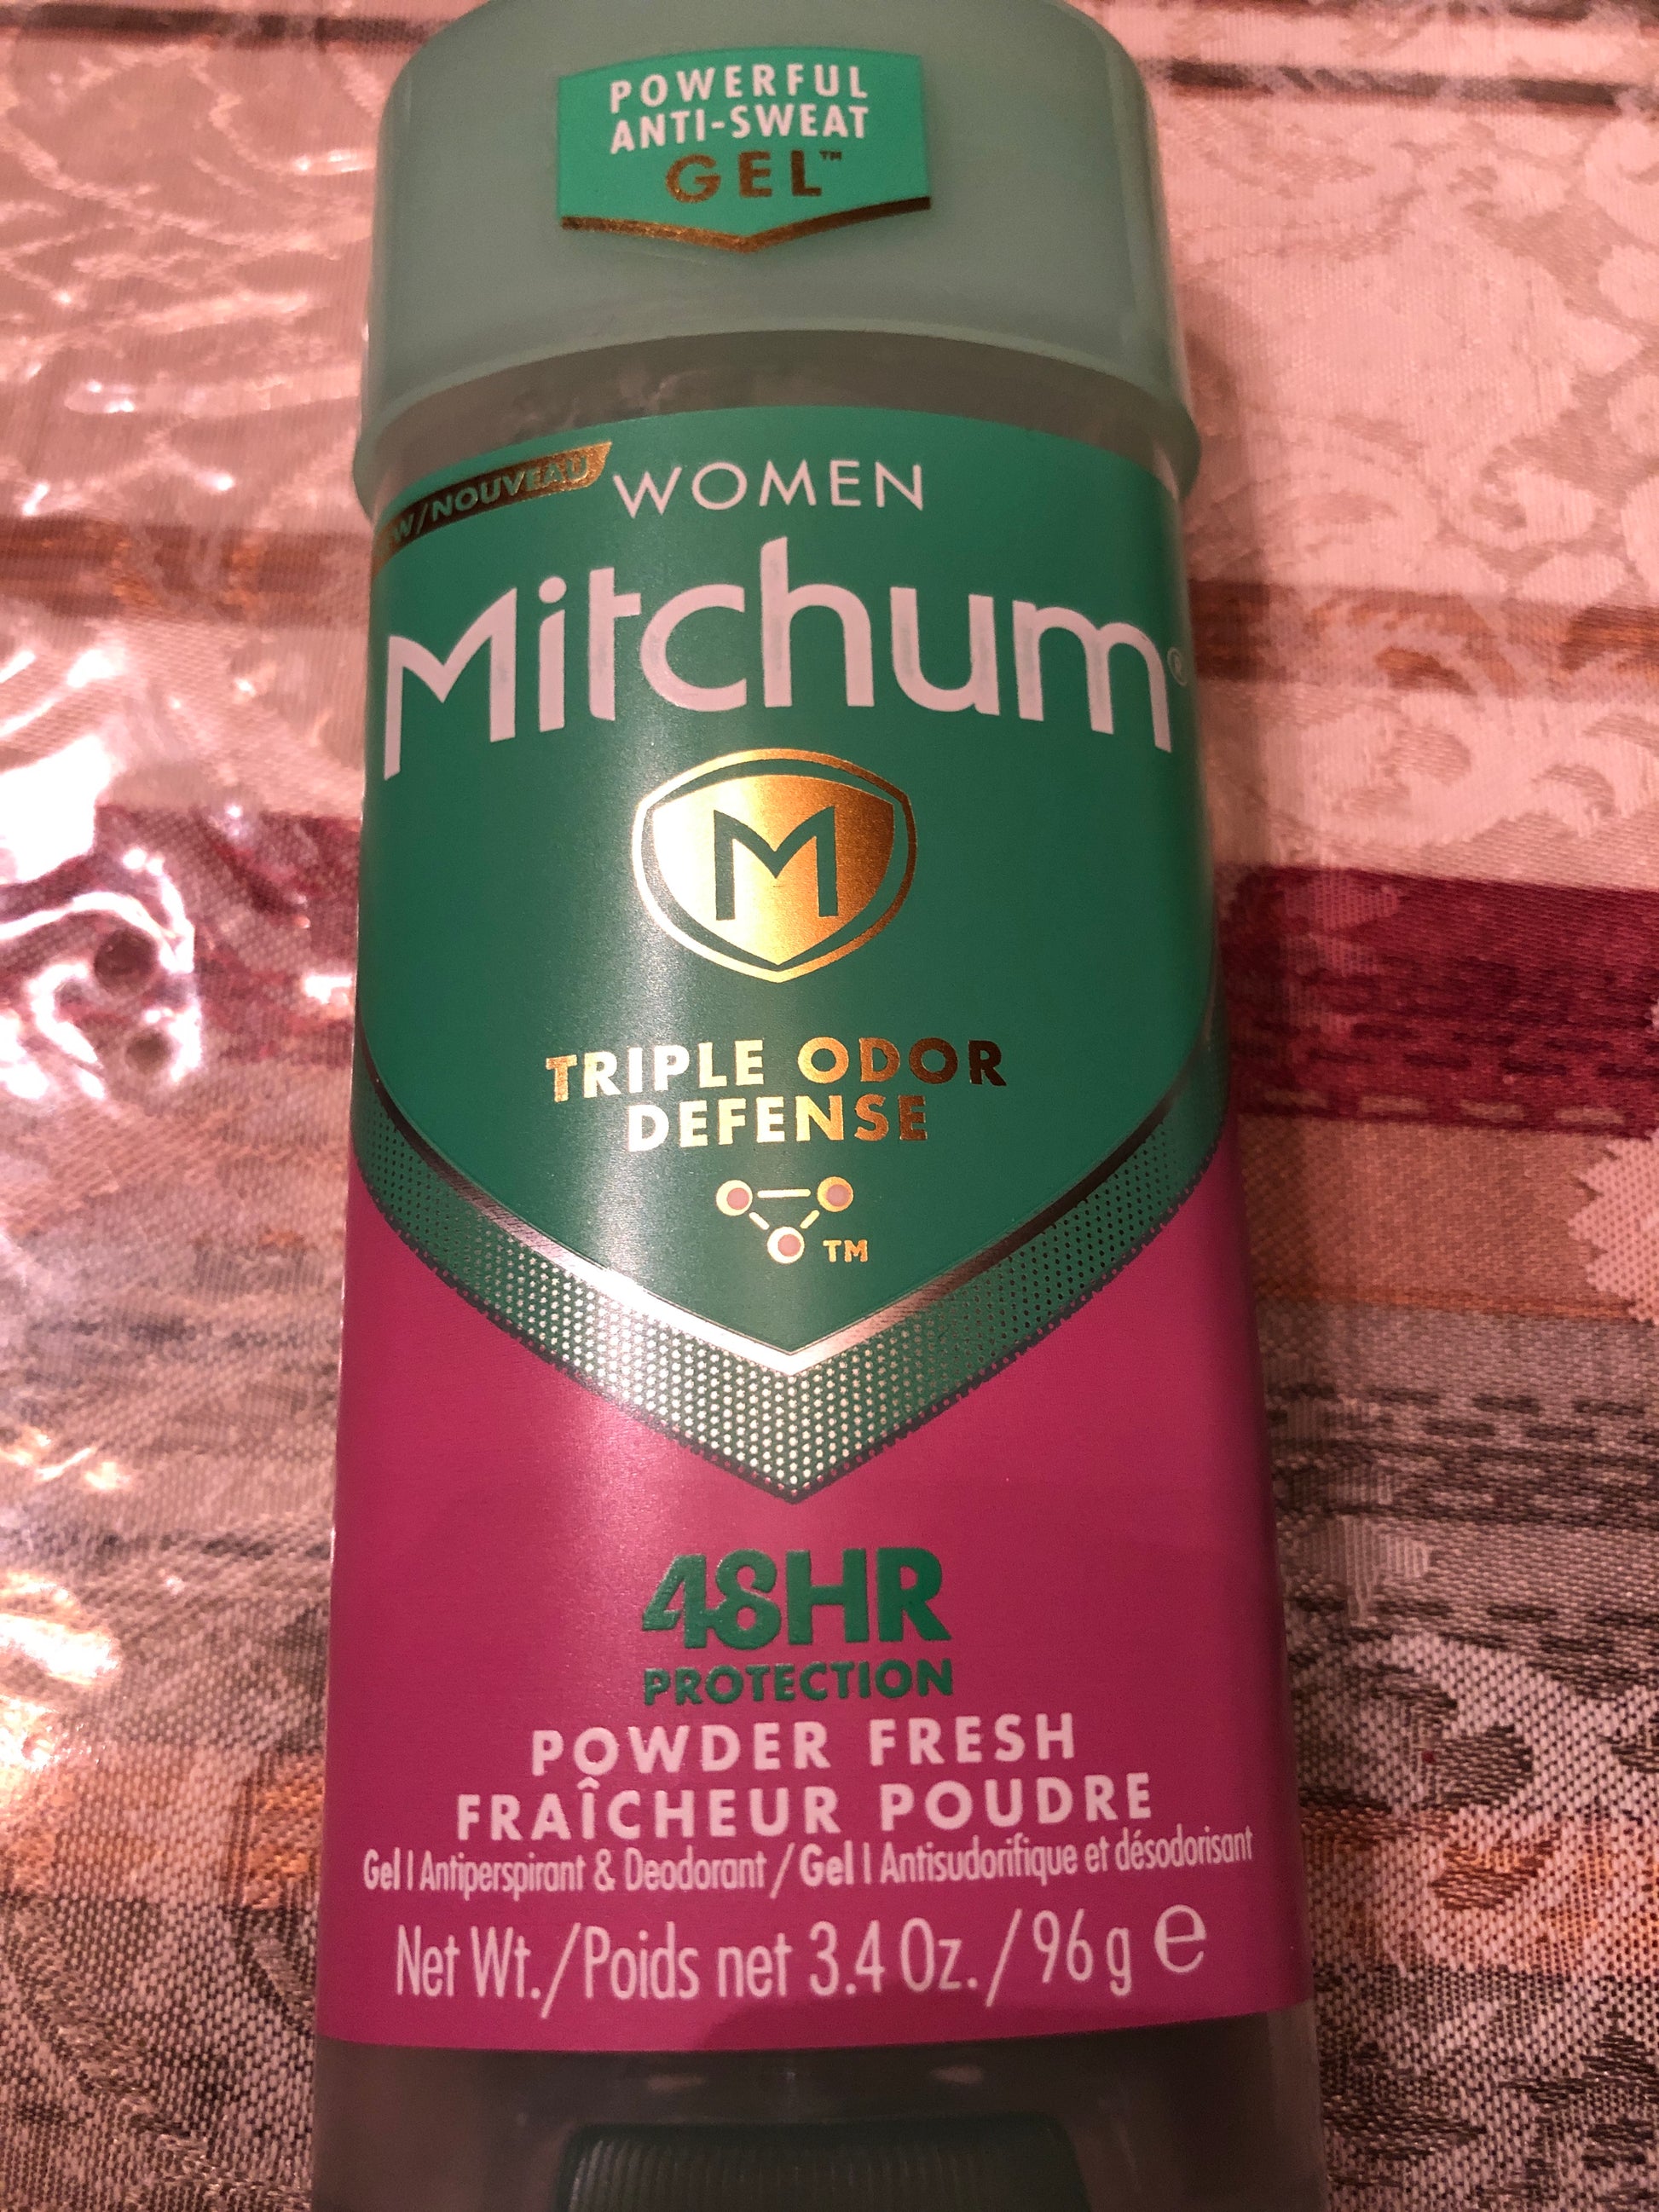 POWERFUL
ANTI-SWEAT
GEL™
W/NOUVEAU
WOMEN
Mitchum®
M
TRIPLE ODOR
DEFENSE
TM
48HR
PROTECTION
POWDER FRESH
FRAÎCHEUR POUDRE
Gel | Antiperspirant & Deodorant / Gel | Antisudorifique et désodorisant
Net Wt./Poids net 3.4 Oz./96 g e